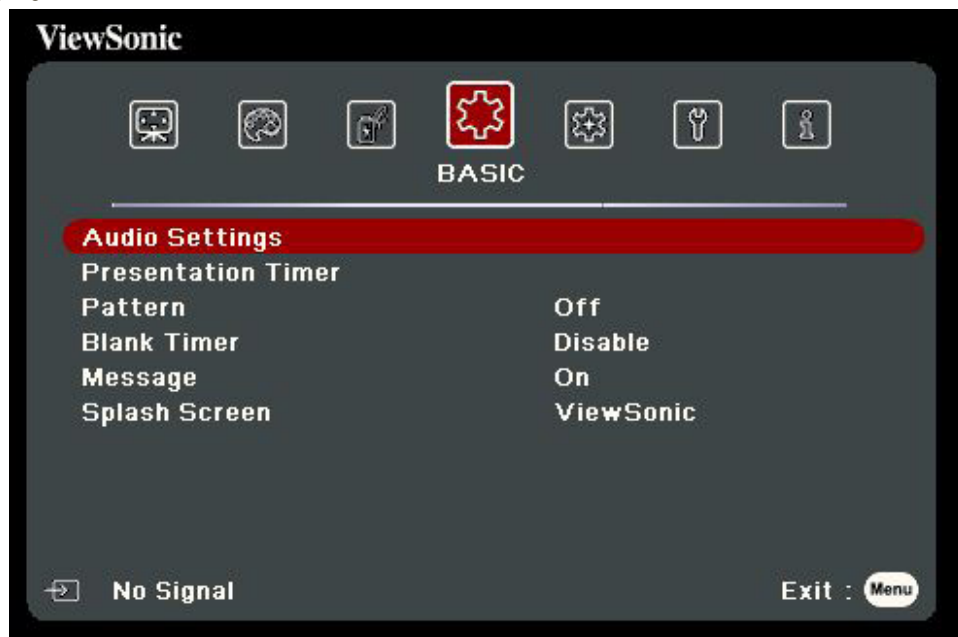 ViewSonic
BASIC
Audio Settings
Presentation Timer
Pattern Off
Blank Timer Disable
Message On
Splash Screen ViewSonic
No Signal Exit : Menu